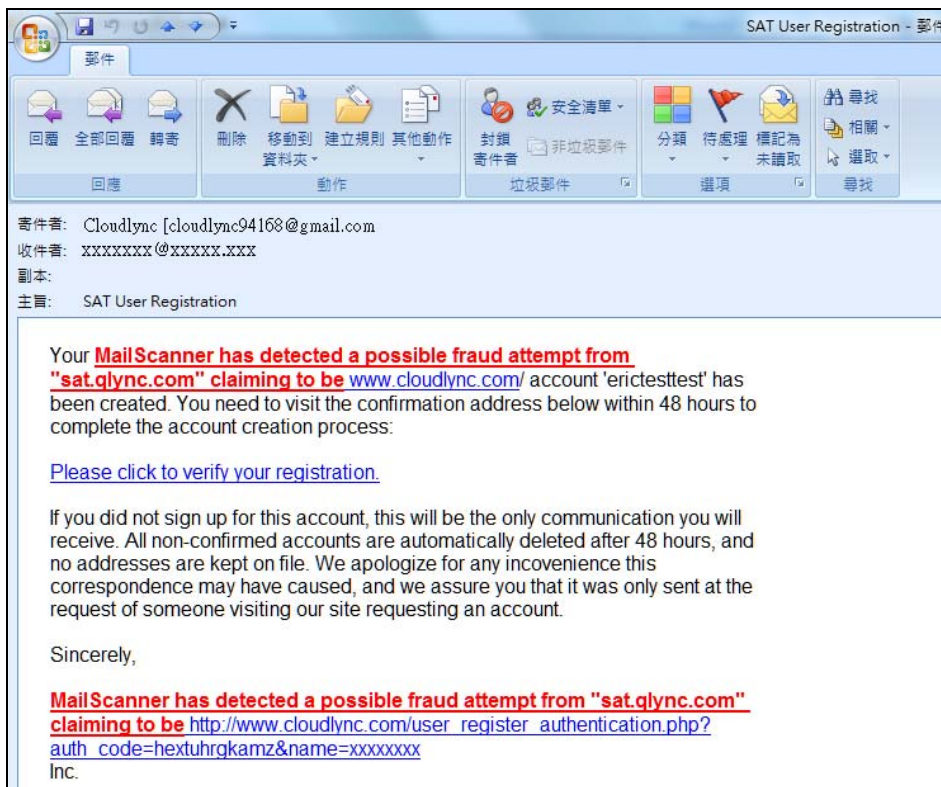 SAT User Registration - 郵件
郵件
回覆 全部回覆 轉寄 刪除 移動到資料夾 建立規則 其他動作 封鎖寄件者 安全清單 非垃圾郵件 分類 待處理 標記為未讀取 尋找 相關 選取
回應 動作 垃圾郵件 選項 尋找
寄件者: Cloudlync [cloudlync94168@gmail.com
收件者: xxxxxxx@xxxxx.xxx
副本:
主旨: SAT User Registration
Your MailScanner has detected a possible fraud attempt from
"sat.qlync.com" claiming to be www.cloudlync.com/ account 'erictesttest' has
been created. You need to visit the confirmation address below within 48 hours to
complete the account creation process:
Please click to verify your registration.
If you did not sign up for this account, this will be the only communication you will
receive. All non-confirmed accounts are automatically deleted after 48 hours, and
no addresses are kept on file. We apologize for any incovenience this
correspondence may have caused, and we assure you that it was only sent at the
request of someone visiting our site requesting an account.
Sincerely,
MailScanner has detected a possible fraud attempt from "sat.qlync.com"
claiming to be http://www.cloudlync.com/user_register_authentication.php?
auth_code=hextuhrgkamz&name=xxxxxxxx
Inc.